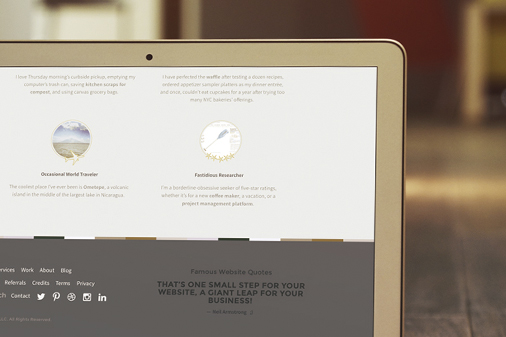 I love Thursday morning's curbside pickup, emptying my
computer's trash can, saving kitchen scraps for
compost, and using canvas grocery bags.
I have perfected the waffle after testing a dozen recipes,
ordered appetizer sampler platters as my dinner entrées,
and once, couldn't eat cupcakes for a year after trying too
many NYC bakeries' offerings.
Occasional World Traveler
The coolest place I've ever been is Ometepe, a volcanic
island in the middle of the largest lake in Nicaragua.
Fastidious Researcher
I'm a borderline-obsessive seeker of five-star ratings,
whether it's for a new coffee maker, a vacation, or a
project management platform.
ervices Work About Blog
Referrals Credits Terms Privacy
Contact
Famous Website Quotes
THAT'S ONE SMALL STEP FOR YOUR
WEBSITE, A GIANT LEAP FOR YOUR
BUSINESS!
— Neil Armstrong
All Rights Reserved